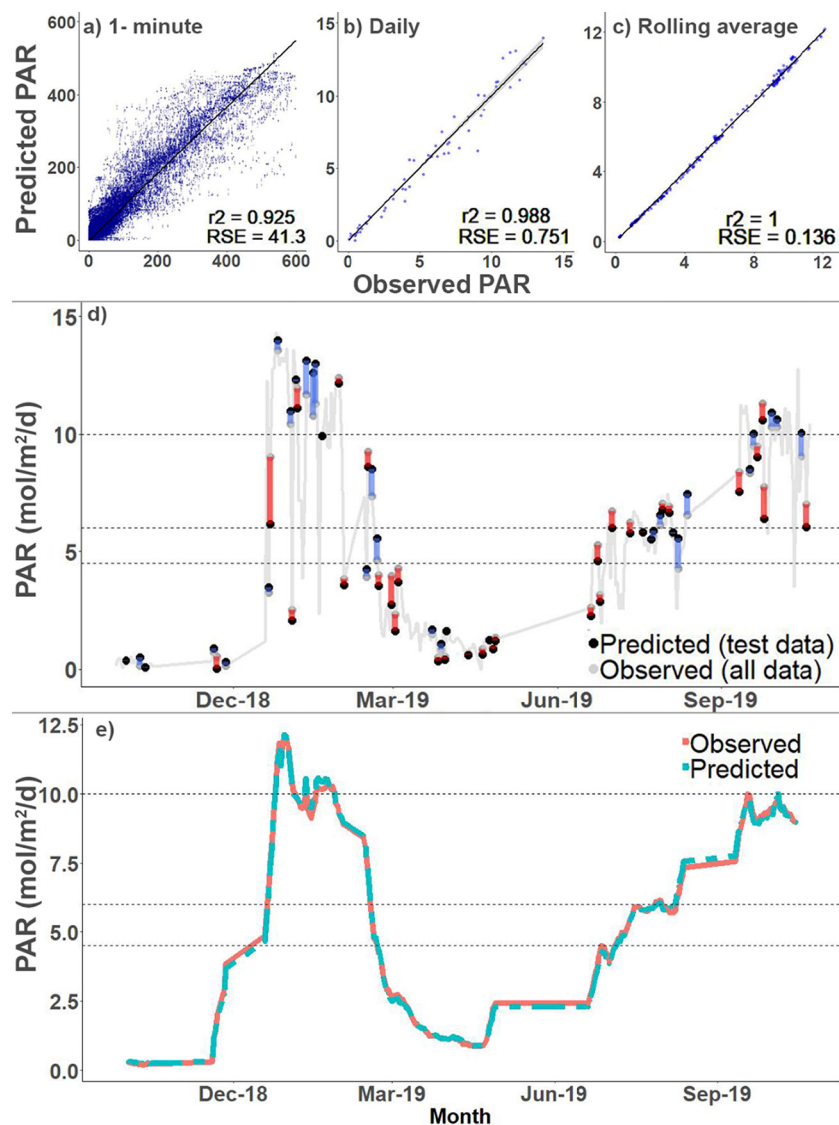 a) 1- minute
b) Daily
c) Rolling average
Predicted PAR
600
400
200
0
0 200 400 600
r2 = 0.925
RSE = 41.3
15
10
5
0
0 5 10 15
r2 = 0.988
RSE = 0.751
12
8
4
0
0 4 8 12
r2 = 1
RSE = 0.136
Observed PAR
d)
PAR (mol/m²/d)
15
10
5
0
Predicted (test data)
Observed (all data)
Dec-18 Mar-19 Jun-19 Sep-19
e)
PAR (mol/m²/d)
12.5
10.0
7.5
5.0
2.5
0.0
Observed
Predicted
Dec-18 Mar-19 Jun-19 Sep-19
Month